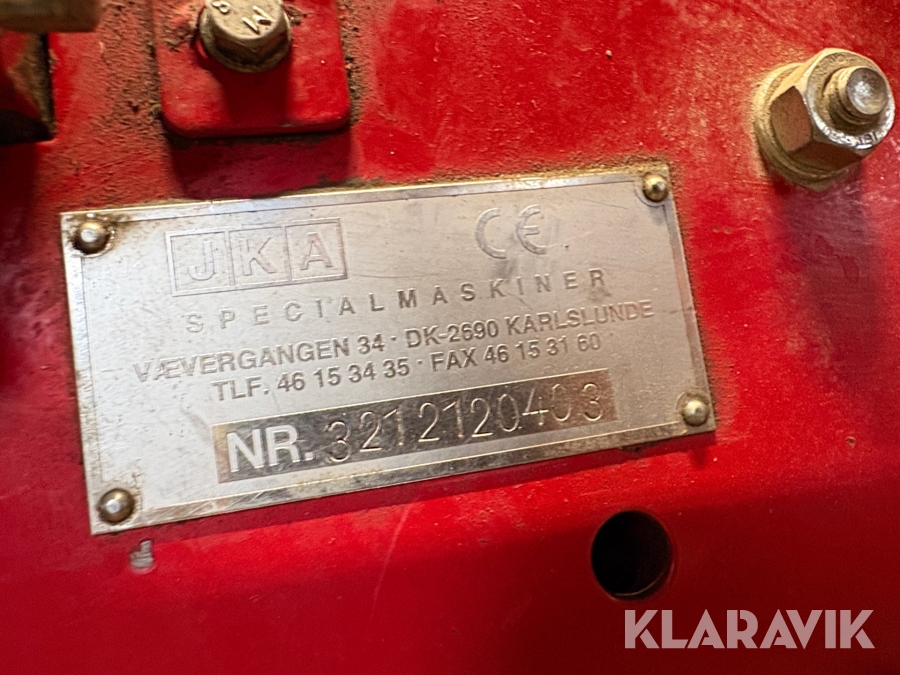 M 8
JKA CE
SPECIALMASKINER
VÆVERGANGEN 34 · DK-2690 KARLSLUNDE
TLF. 46 15 34 35 · FAX 46 15 31 60
NR. 3212120403
KLARAVIK